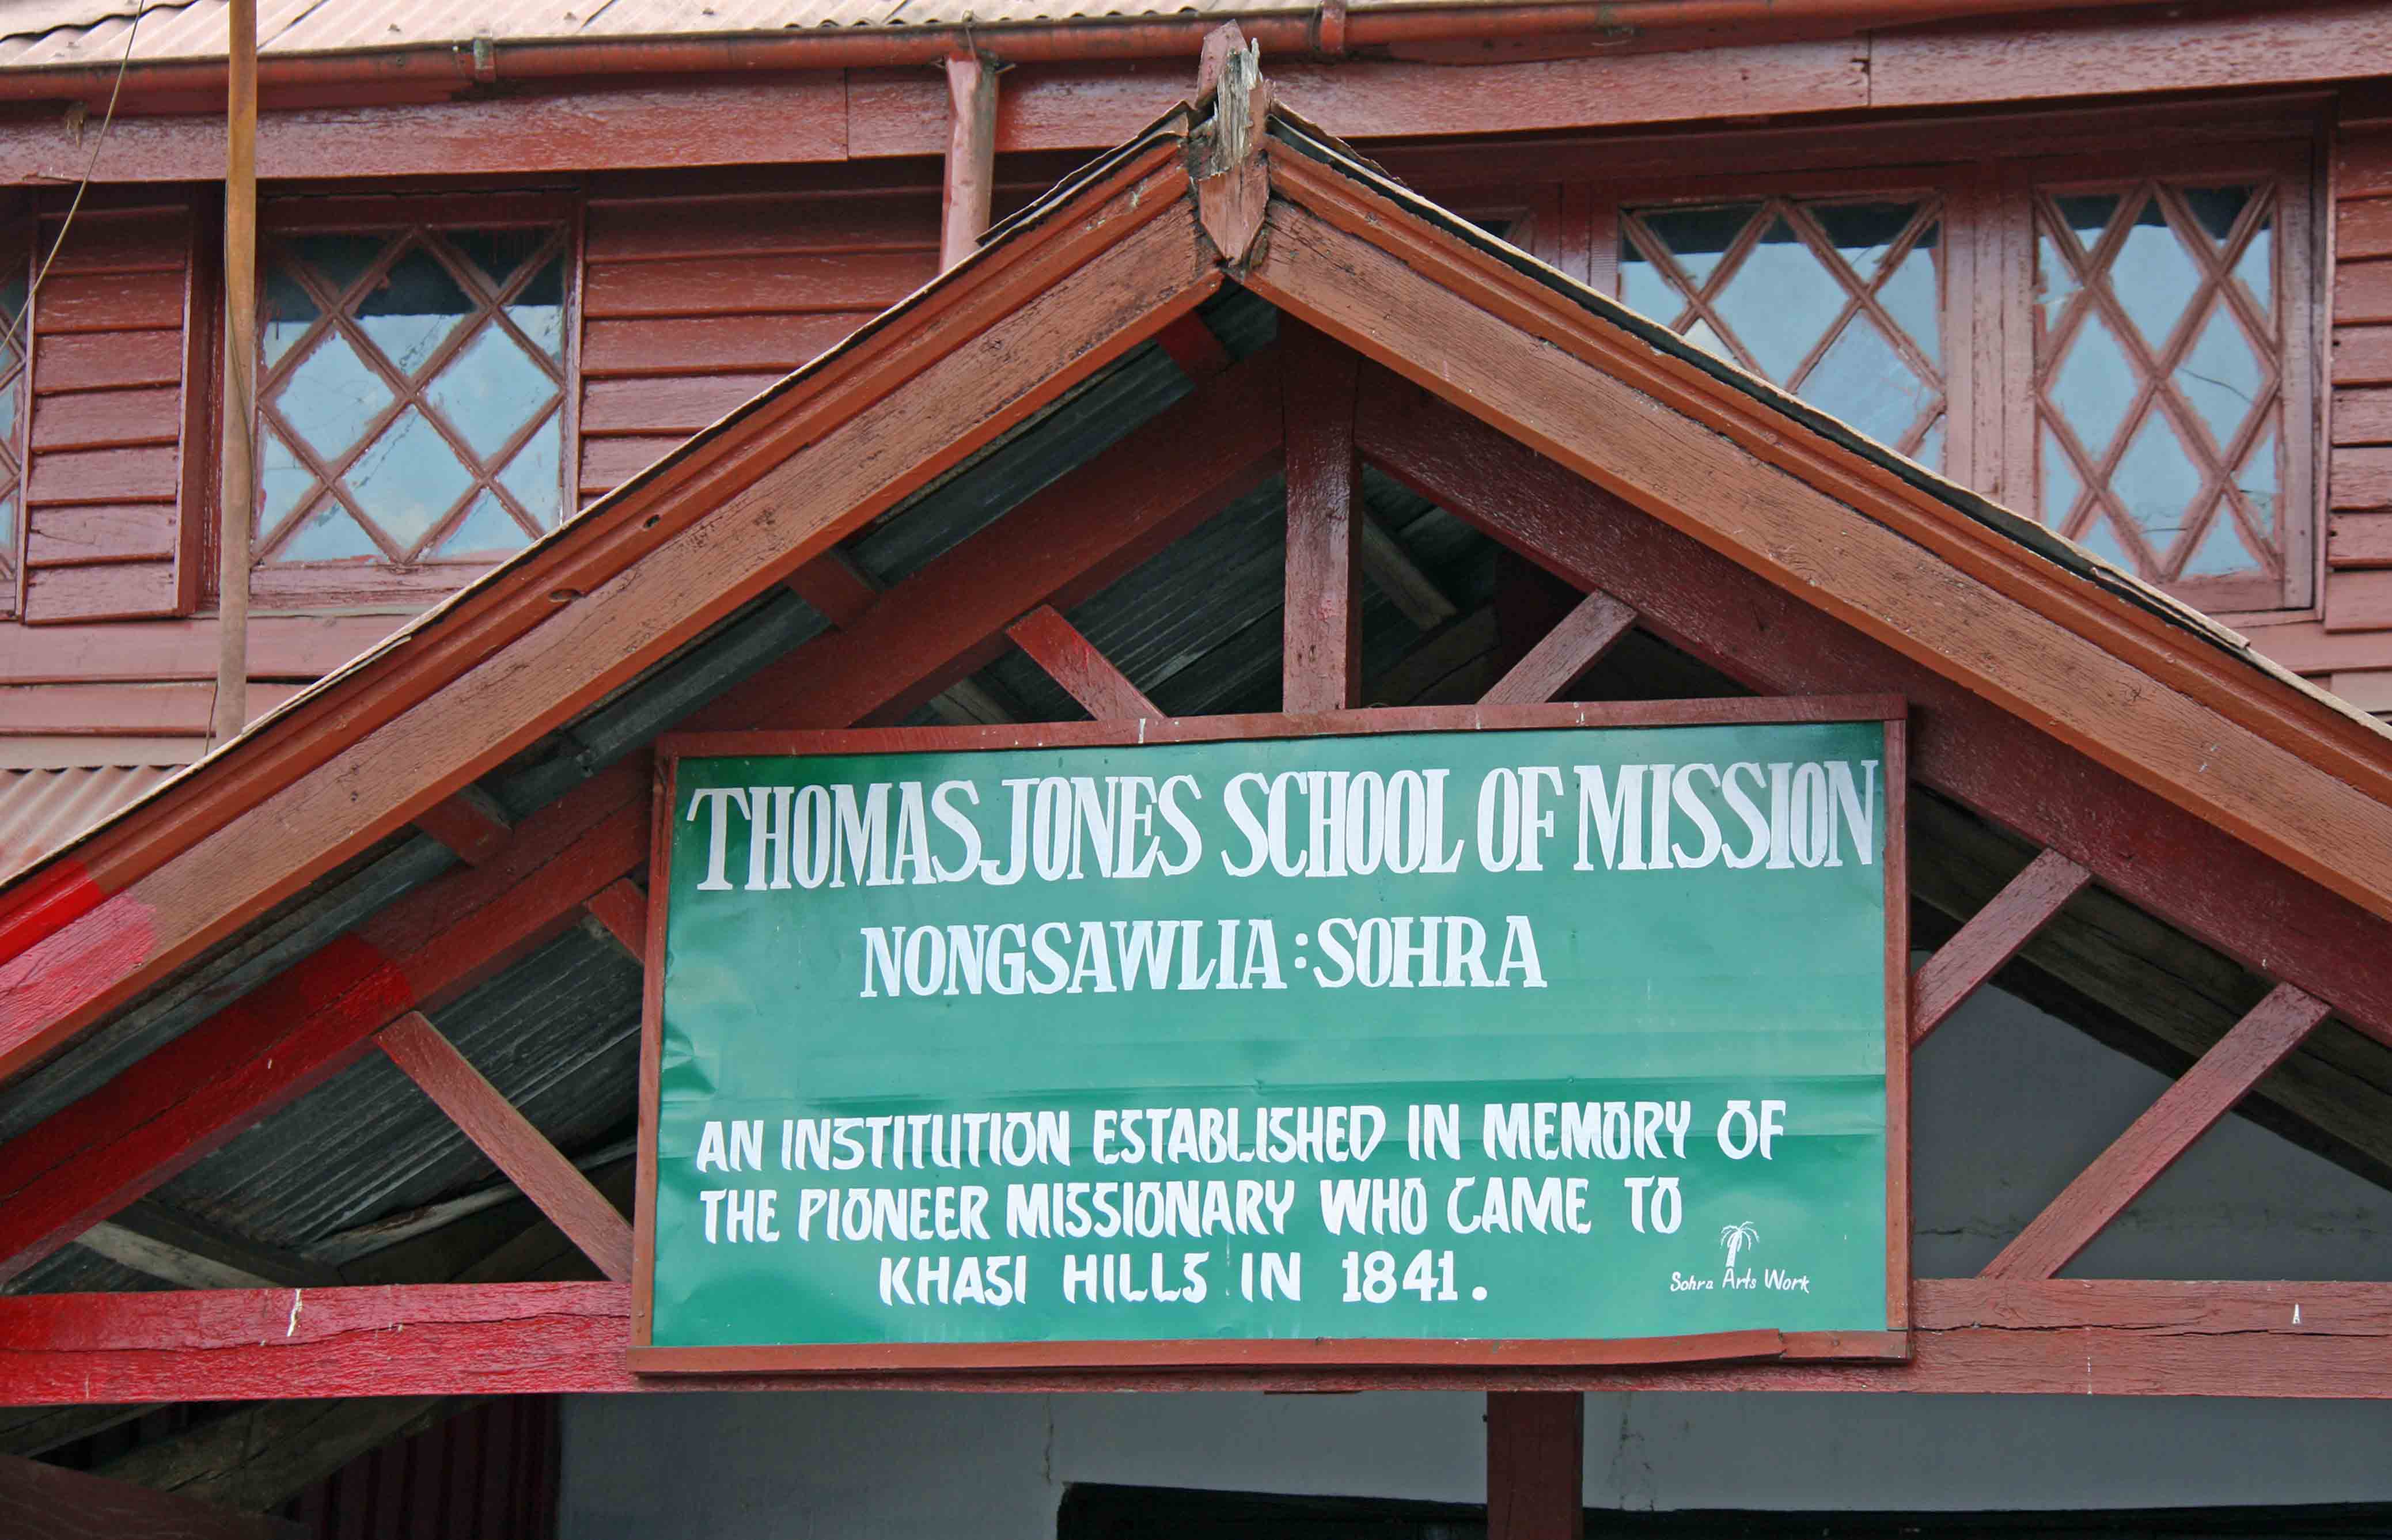 THOMAS JONES SCHOOL OF MISSION
NONGSAWLIA:SOHRA
AN INSTITUTION ESTABLISHED IN MEMORY OF
THE PIONEER MISSIONARY WHO CAME TO
KHASI HILLS IN 1841.
Sohra Arts Work